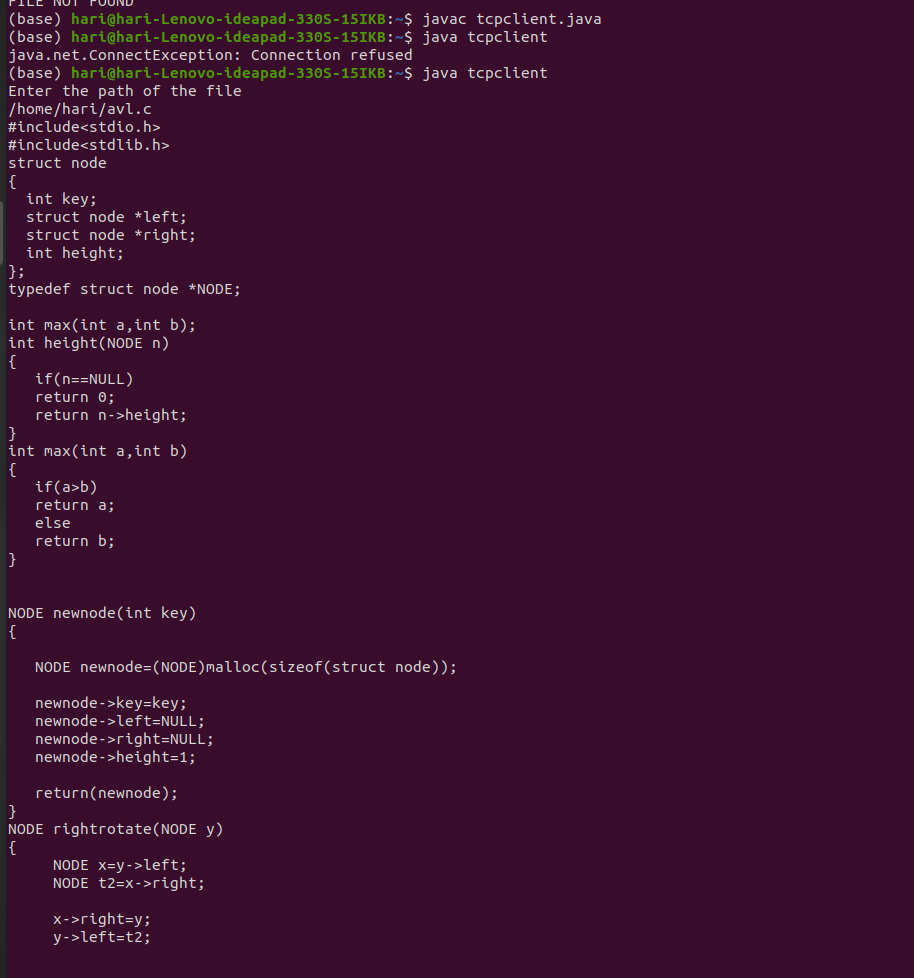 FILE NOT FOUND
(base) hari@hari-Lenovo-ideapad-330S-15IKB:~$ javac tcpclient.java
(base) hari@hari-Lenovo-ideapad-330S-15IKB:~$ java tcpclient
java.net.ConnectException: Connection refused
(base) hari@hari-Lenovo-ideapad-330S-15IKB:~$ java tcpclient
Enter the path of the file
/home/hari/avl.c
#include<stdio.h>
#include<stdlib.h>
struct node
{
  int key;
  struct node *left;
  struct node *right;
  int height;
};
typedef struct node *NODE;

int max(int a,int b);
int height(NODE n)
{
   if(n==NULL)
   return 0;
   return n->height;
}
int max(int a,int b)
{
   if(a>b)
   return a;
   else
   return b;
}


NODE newnode(int key)
{

   NODE newnode=(NODE)malloc(sizeof(struct node));

   newnode->key=key;
   newnode->left=NULL;
   newnode->right=NULL;
   newnode->height=1;

   return(newnode);
}
NODE rightrotate(NODE y)
{
     NODE x=y->left;
     NODE t2=x->right;

     x->right=y;
     y->left=t2;